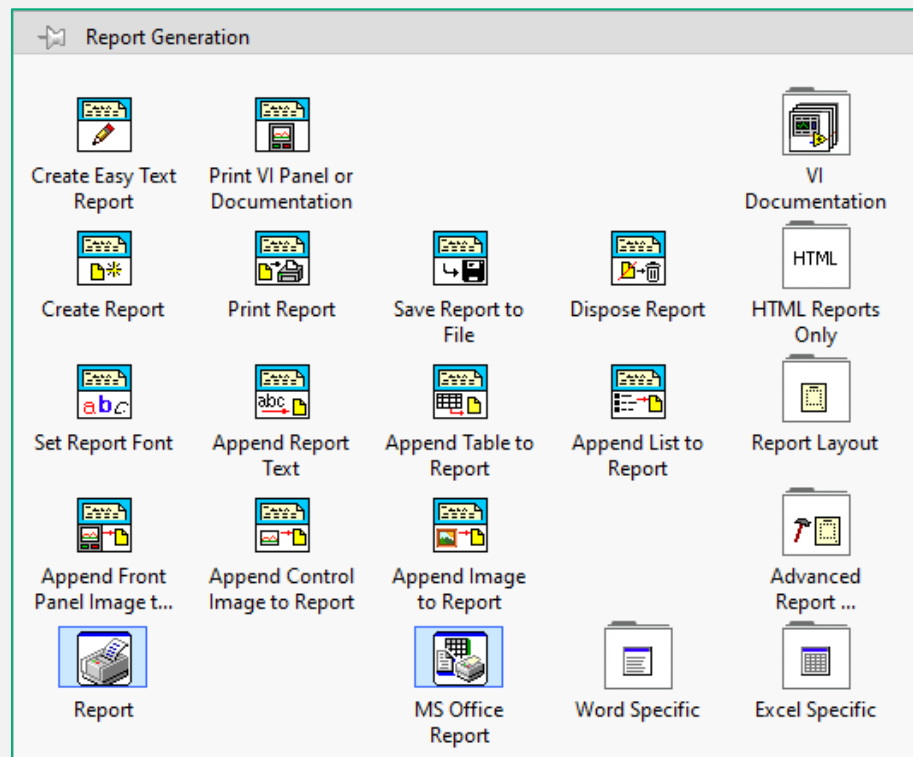 Report Generation
Create Easy Text
Report
Print VI Panel or
Documentation
VI
Documentation
Create Report
Print Report
Save Report to
File
Dispose Report
HTML
HTML Reports
Only
abc
Set Report Font
abc
Append Report
Text
Append Table to
Report
Append List to
Report
Report Layout
Append Front
Panel Image t...
Append Control
Image to Report
Append Image
to Report
Advanced
Report ...
Report
MS Office
Report
Word Specific
Excel Specific